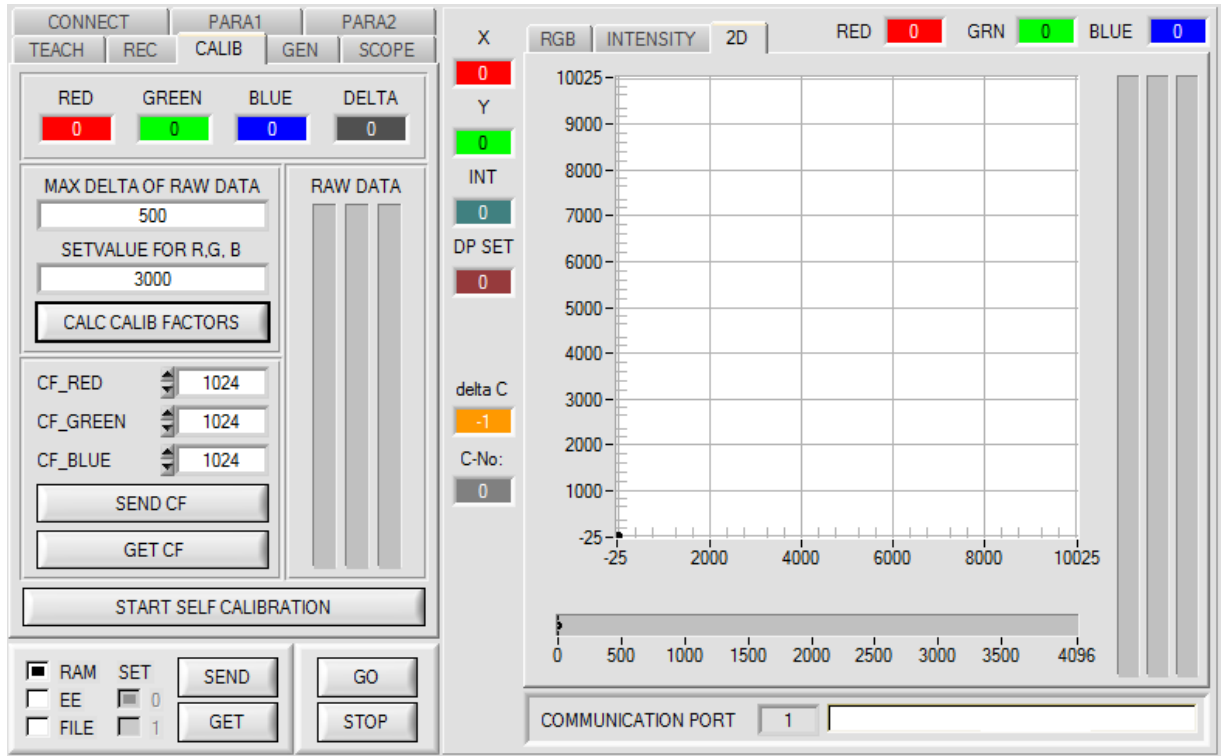 CONNECT PARA1 PARA2
TEACH REC CALIB GEN SCOPE
RED GREEN BLUE DELTA
0 0 0 0
MAX DELTA OF RAW DATA
500
SETVALUE FOR R,G, B
3000
CALC CALIB FACTORS
RAW DATA
CF_RED 1024
CF_GREEN 1024
CF_BLUE 1024
SEND CF
GET CF
START SELF CALIBRATION
RAM SET
EE 0
FILE 1
SEND
GET
GO
STOP
X
0
Y
0
INT
0
DP SET
0
delta C
-1
C-No:
0
RGB INTENSITY 2D
RED 0 GRN 0 BLUE 0
10025
9000
8000
7000
6000
5000
4000
3000
2000
1000
-25
-25 2000 4000 6000 8000 10025
0 500 1000 1500 2000 2500 3000 3500 4096
COMMUNICATION PORT 1